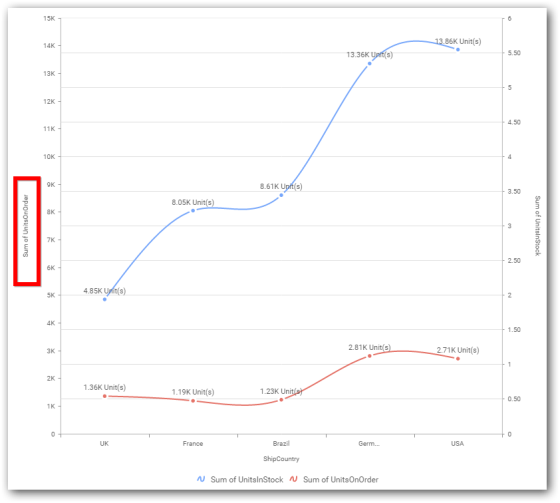 15K
14K
13K
12K
11K
10K
9K
8K
7K
6K
5K
4K
3K
2K
1K
0
Sum of UnitsOnOrder
4.85K Unit(s)
8.05K Unit(s)
8.61K Unit(s)
13.36K Unit(s)
13.86K Unit(s)
1.36K Unit(s)
1.19K Unit(s)
1.23K Unit(s)
2.81K Unit(s)
2.71K Unit(s)
6
5.50
5
4.50
4
3.50
3
2.50
2
1.50
1
0.50
0
Sum of UnitsInStock
UK France Brazil Germ... USA
ShipCountry
Sum of UnitsInStock Sum of UnitsOnOrder